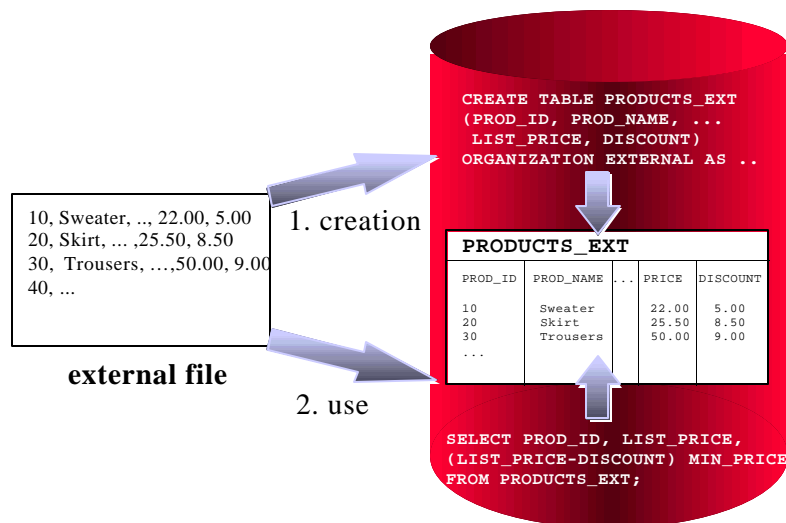 CREATE TABLE PRODUCTS_EXT
(PROD_ID, PROD_NAME, ...
LIST_PRICE, DISCOUNT)
ORGANIZATION EXTERNAL AS ..
10, Sweater, .., 22.00, 5.00
20, Skirt, ... ,25.50, 8.50
30, Trousers, …,50.00, 9.00
40, ...
external file
1. creation
2. use
PRODUCTS_EXT
PROD_ID PROD_NAME ... PRICE DISCOUNT
10 Sweater 22.00 5.00
20 Skirt 25.50 8.50
30 Trousers 50.00 9.00
...
SELECT PROD_ID, LIST_PRICE,
(LIST_PRICE-DISCOUNT) MIN_PRICE
FROM PRODUCTS_EXT;